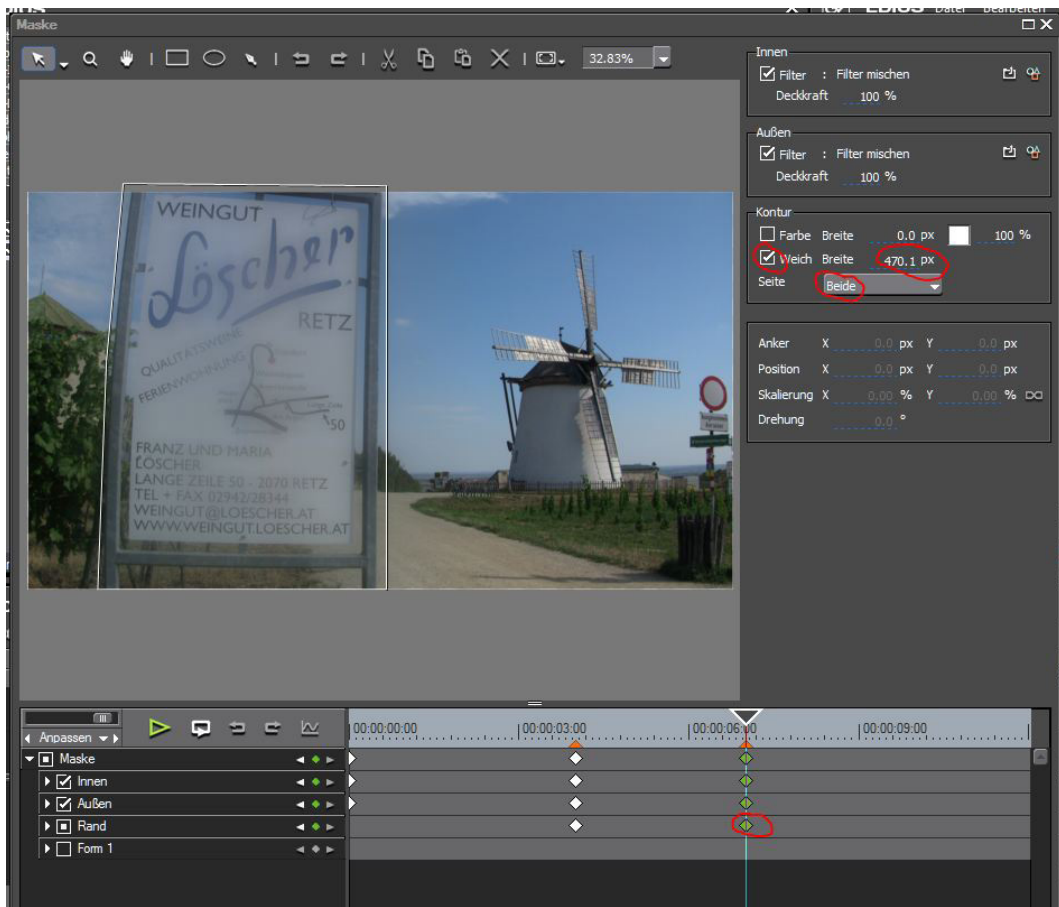 EDIUS Datei Bearbeiten
Maske
32.83%
Innen
Filter : Filter mischen
Deckkraft 100 %
Außen
Filter : Filter mischen
Deckkraft 100 %
Kontur
Farbe Breite 0.0 px 100 %
Weich Breite 470.1 px
Seite Beide
Anker X 0.0 px Y 0.0 px
Position X 0.0 px Y 0.0 px
Skalierung X 0.00 % Y 0.00 %
Drehung 0.0 °
WEINGUT
Löscher
RETZ
QUALITÄTSWEINE
FERIENWOHNUNG
50
FRANZ UND MARIA
LÖSCHER
LANGE ZEILE 50 - 2070 RETZ
TEL + FAX 02942/28344
WEINGUT@LOESCHER.AT
WWW.WEINGUT.LOESCHER.AT
Anpassen
00:00:00:00 00:00:03:00 00:00:06:00 00:00:09:00
Maske
Innen
Außen
Rand
Form 1